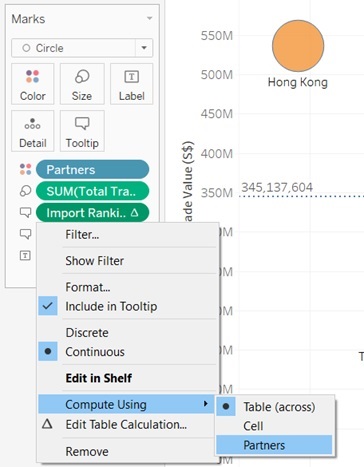 Marks
Circle
Color
Size
Label
T
Detail
Tooltip
Partners
SUM(Total Tra..
Import Ranki..
T
Filter...
Show Filter
Format...
Include in Tooltip
Discrete
Continuous
Edit in Shelf
Compute Using
Edit Table Calculation...
Remove
Table (across)
Cell
Partners
550M
500M
450M
400M
350M
Hong Kong
345,137,604
ade Value (S$)